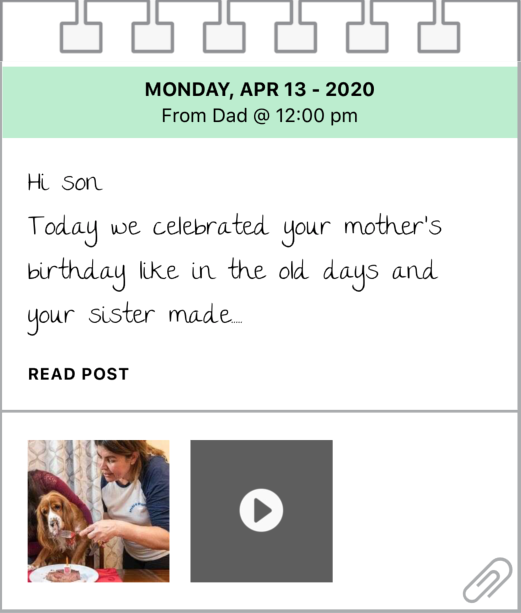 MONDAY, APR 13 - 2020
From Dad @ 12:00 pm
Hi son
Today we celebrated your mother's
birthday like in the old days and
your sister made....
READ POST